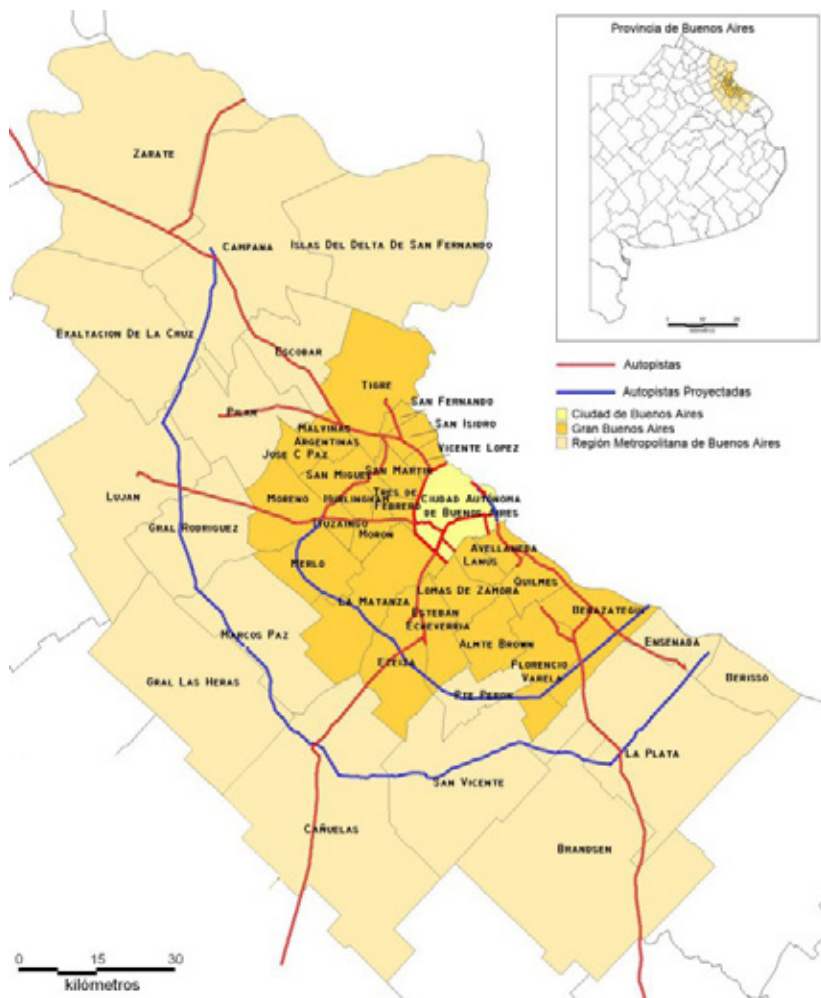 Provincia de Buenos Aires
ZARATE
CAMPANA
ISLAS DEL DELTA DE SAN FERNANDO
EXALTACION DE LA CRUZ
ESCOBAR
TIGRE
SAN FERNANDO
PILAR
SAN ISIDRO
MALVINAS
ARGENTINAS
VICENTE LOPEZ
JOSE C PAZ
SAN MIGUEL
SAN MARTIN
LUJAN
MORENO
HURLINGHAM
TRES DE
FEBRERO
CIUDAD AUTÓNOMA
DE BUENOS AIRES
GRAL RODRIGUEZ
ITUZAINGO
MORON
AVELLANEDA
LANUS
MERLO
QUILMES
LA MATANZA
LOMAS DE ZAMORA
BERAZATEGUI
ESTEBAN
ECHEVERRIA
MARCOS PAZ
ALMTE BROWN
ENSENADA
EZEIZA
FLORENCIO
VARELA
BERISSO
GRAL LAS HERAS
PTE PERON
LA PLATA
SAN VICENTE
CAÑUELAS
BRANDSEN
Autopistas
Autopistas Proyectadas
Ciudad de Buenos Aires
Gran Buenos Aires
Región Metropolitana de Buenos Aires
0 15 30
kilómetros